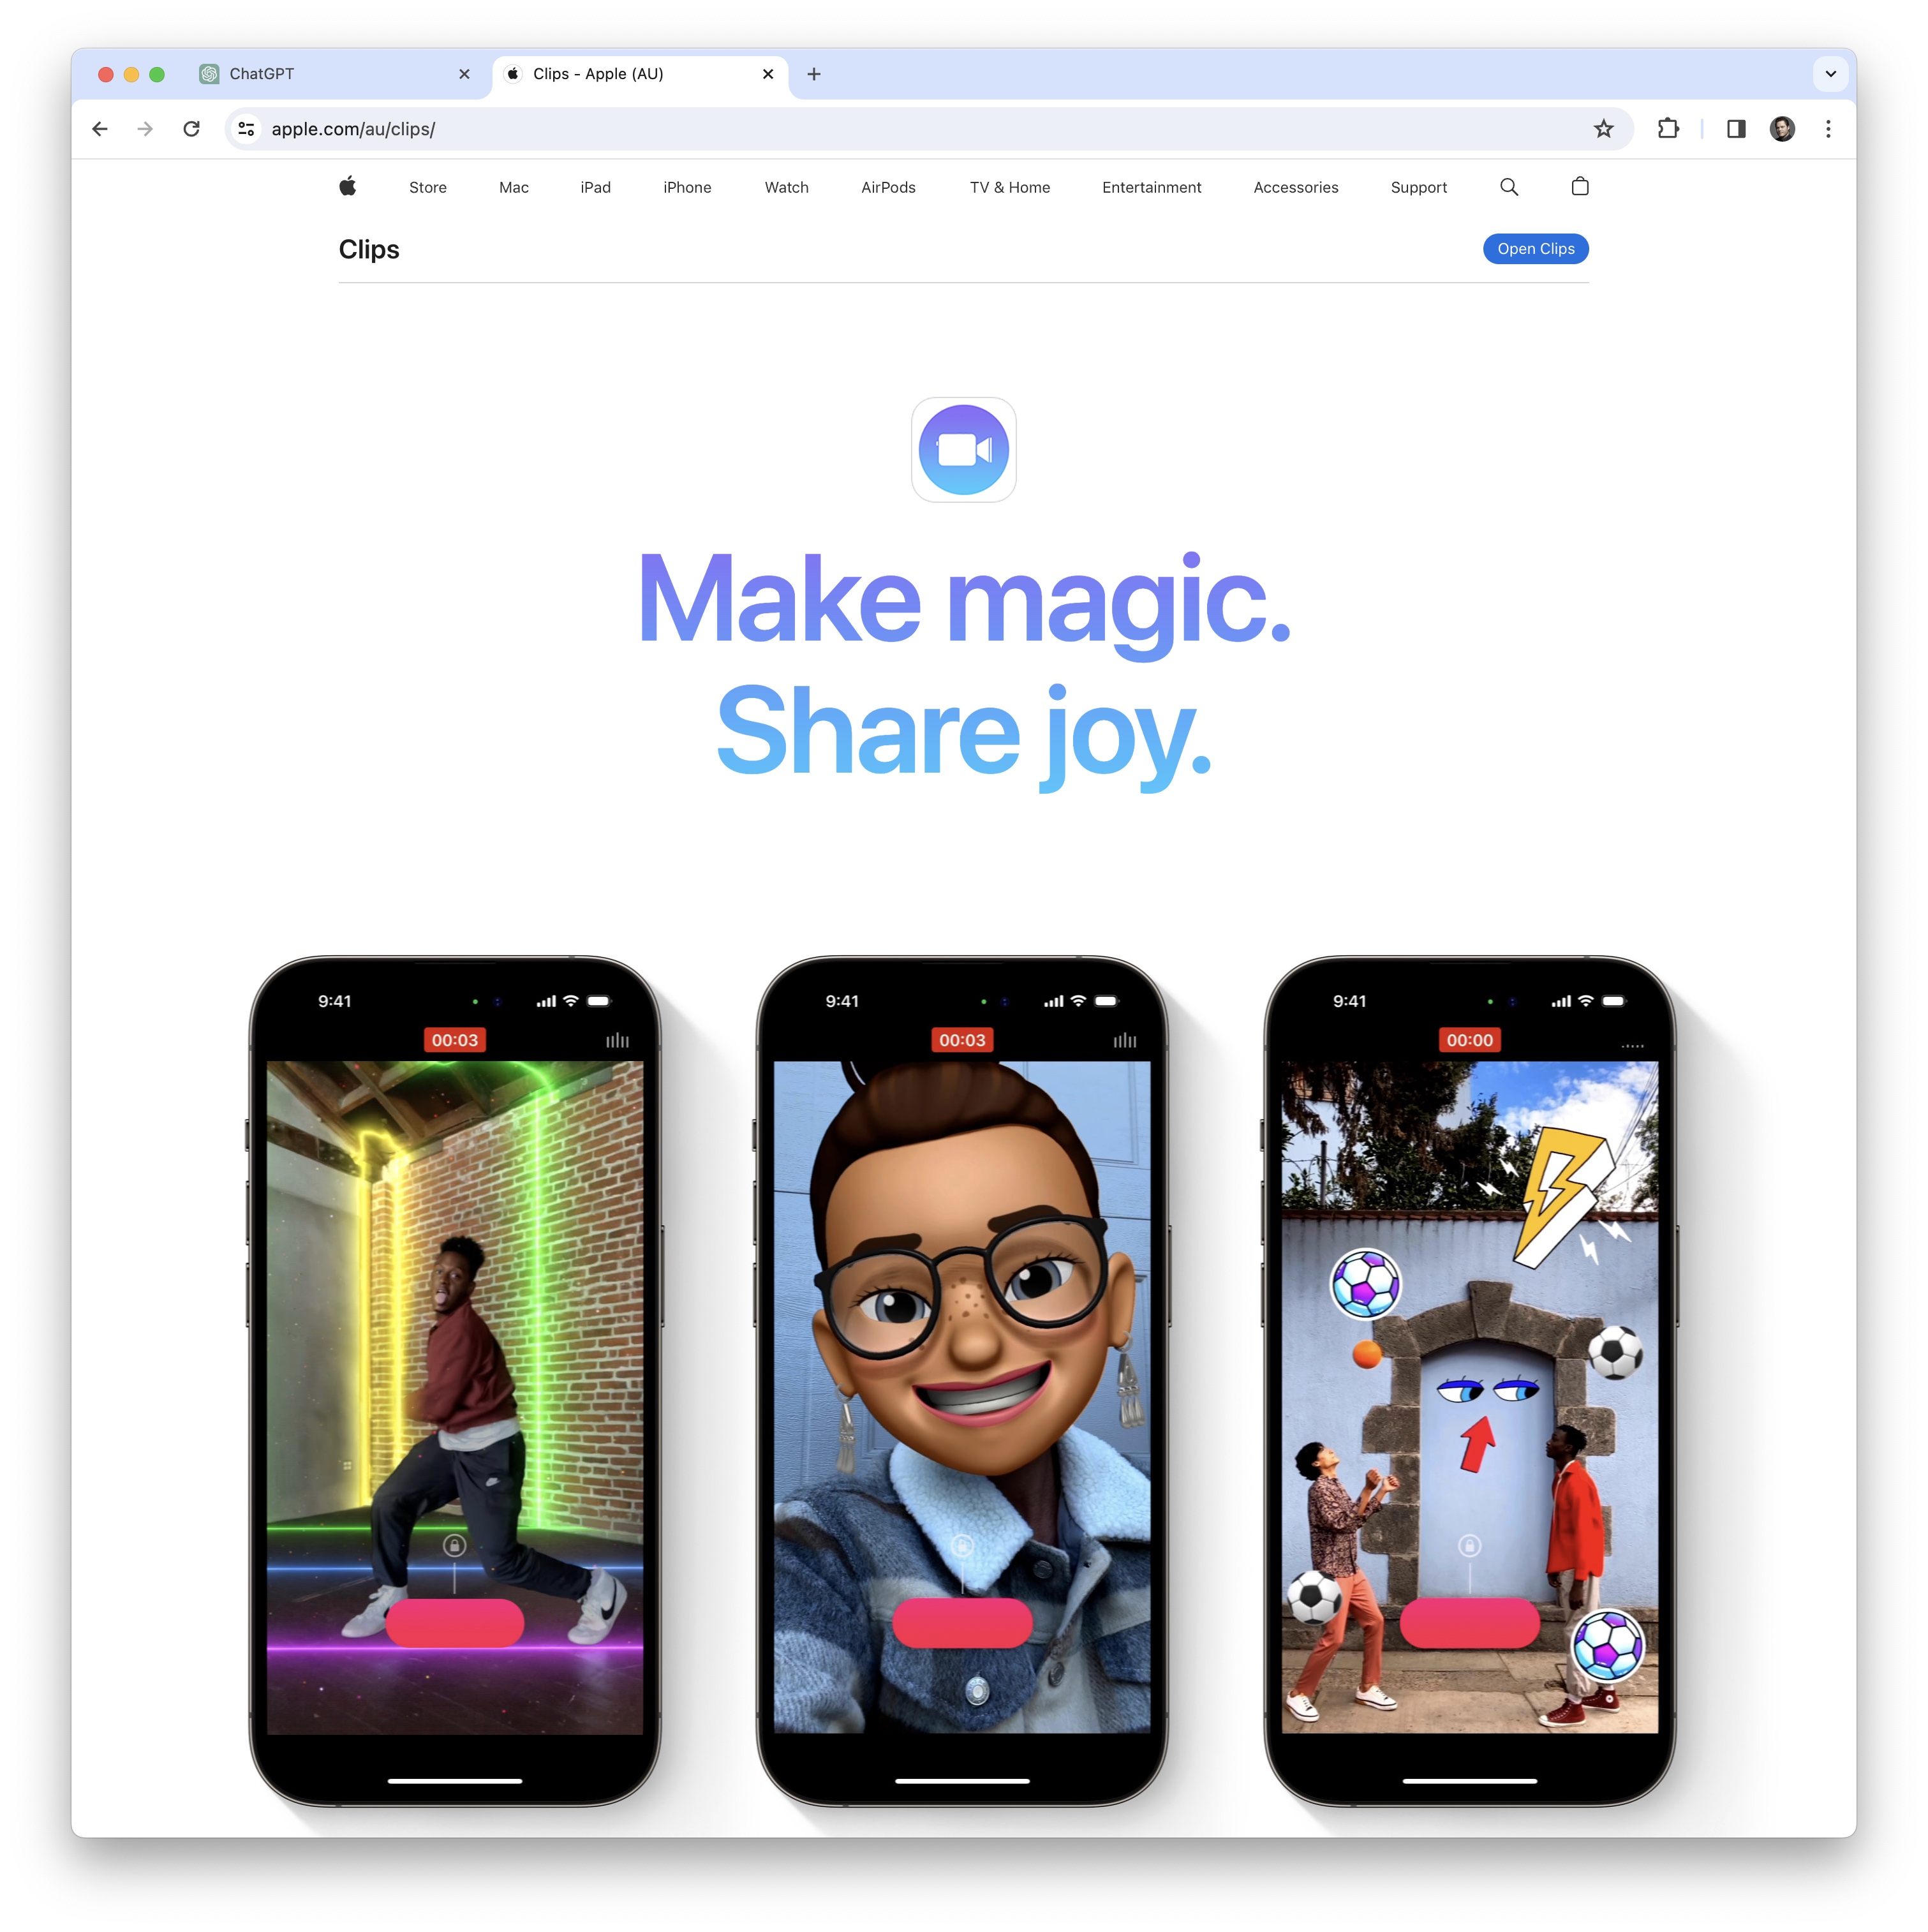 ChatGPT
Clips - Apple (AU)
apple.com/au/clips/
Store Mac iPad iPhone Watch AirPods TV & Home Entertainment Accessories Support
Clips
Open Clips
Make magic.
Share joy.
9:41 9:41 9:41
00:03 00:03 00:00